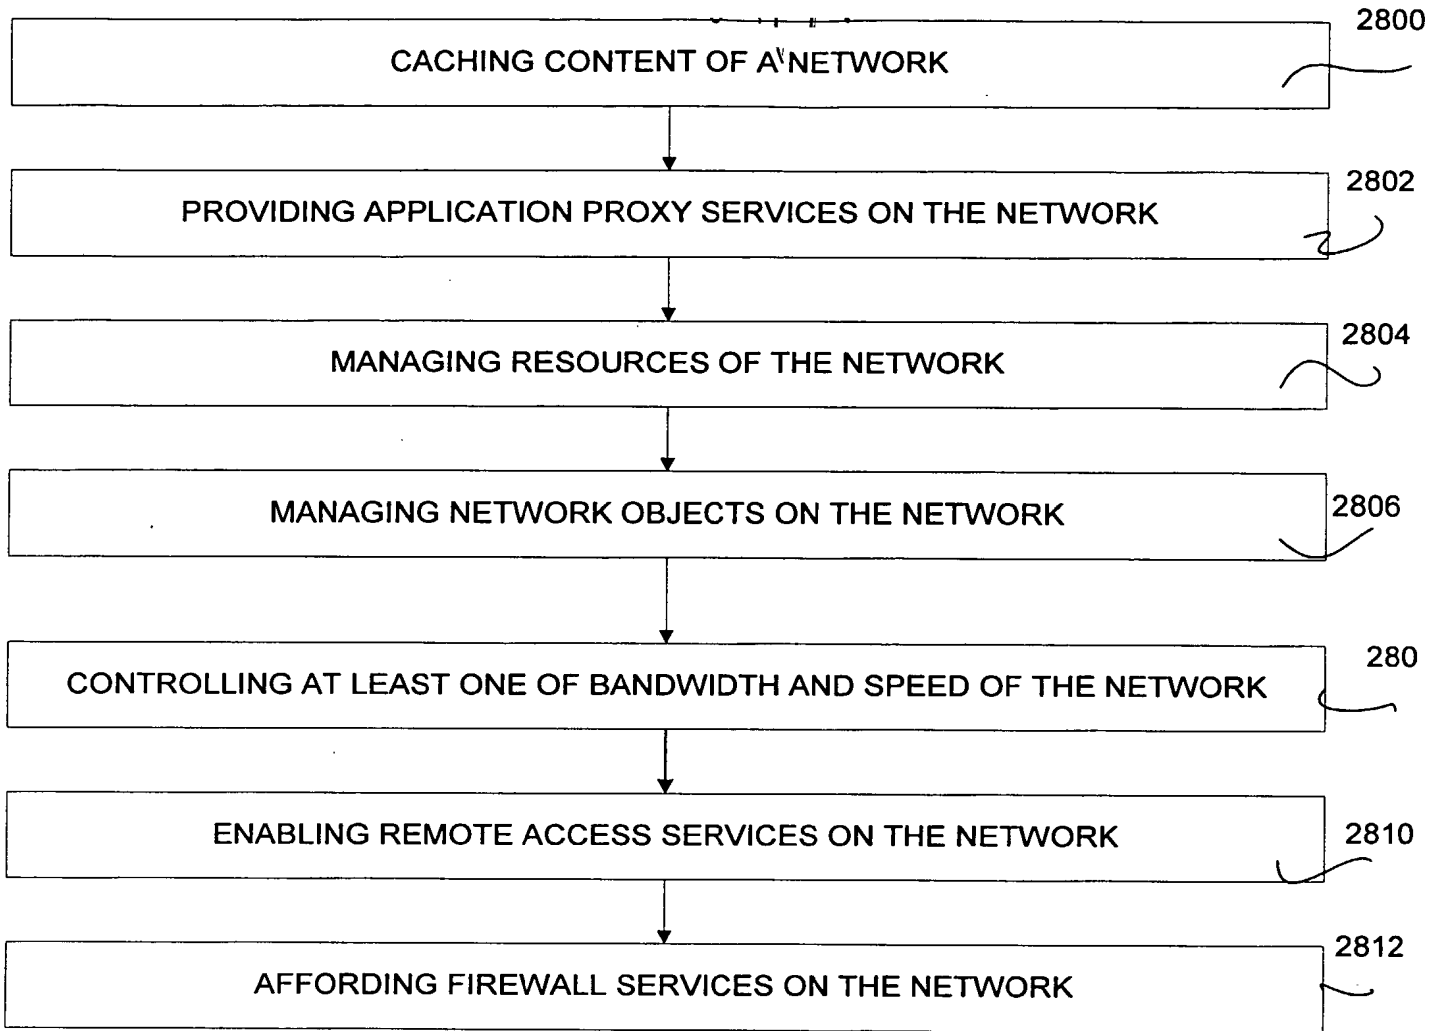 2800
CACHING CONTENT OF A NETWORK
2802
PROVIDING APPLICATION PROXY SERVICES ON THE NETWORK
2804
MANAGING RESOURCES OF THE NETWORK
2806
MANAGING NETWORK OBJECTS ON THE NETWORK
280
CONTROLLING AT LEAST ONE OF BANDWIDTH AND SPEED OF THE NETWORK
2810
ENABLING REMOTE ACCESS SERVICES ON THE NETWORK
2812
AFFORDING FIREWALL SERVICES ON THE NETWORK